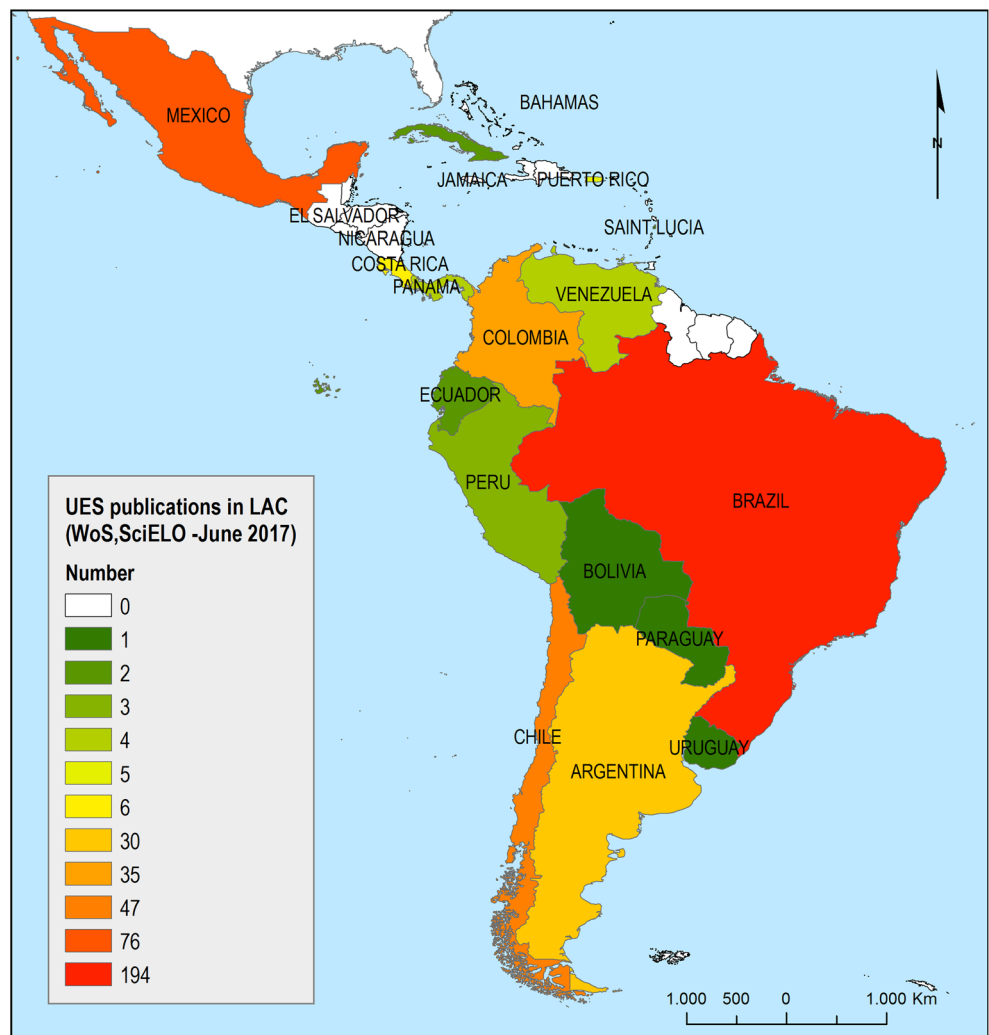 BAHAMAS
MEXICO
N
JAMAICA
PUERTO RICO
EL SALVADOR
SAINT LUCIA
NICARAGUA
COSTA RICA
PANAMA
VENEZUELA
COLOMBIA
ECUADOR
PERU
BRAZIL
UES publications in LAC
(WoS,SciELO -June 2017)
Number
0
1
2
3
4
5
6
30
35
47
76
194
BOLIVIA
PARAGUAY
CHILE
URUGUAY
ARGENTINA
1.000 500 0 1.000 Km